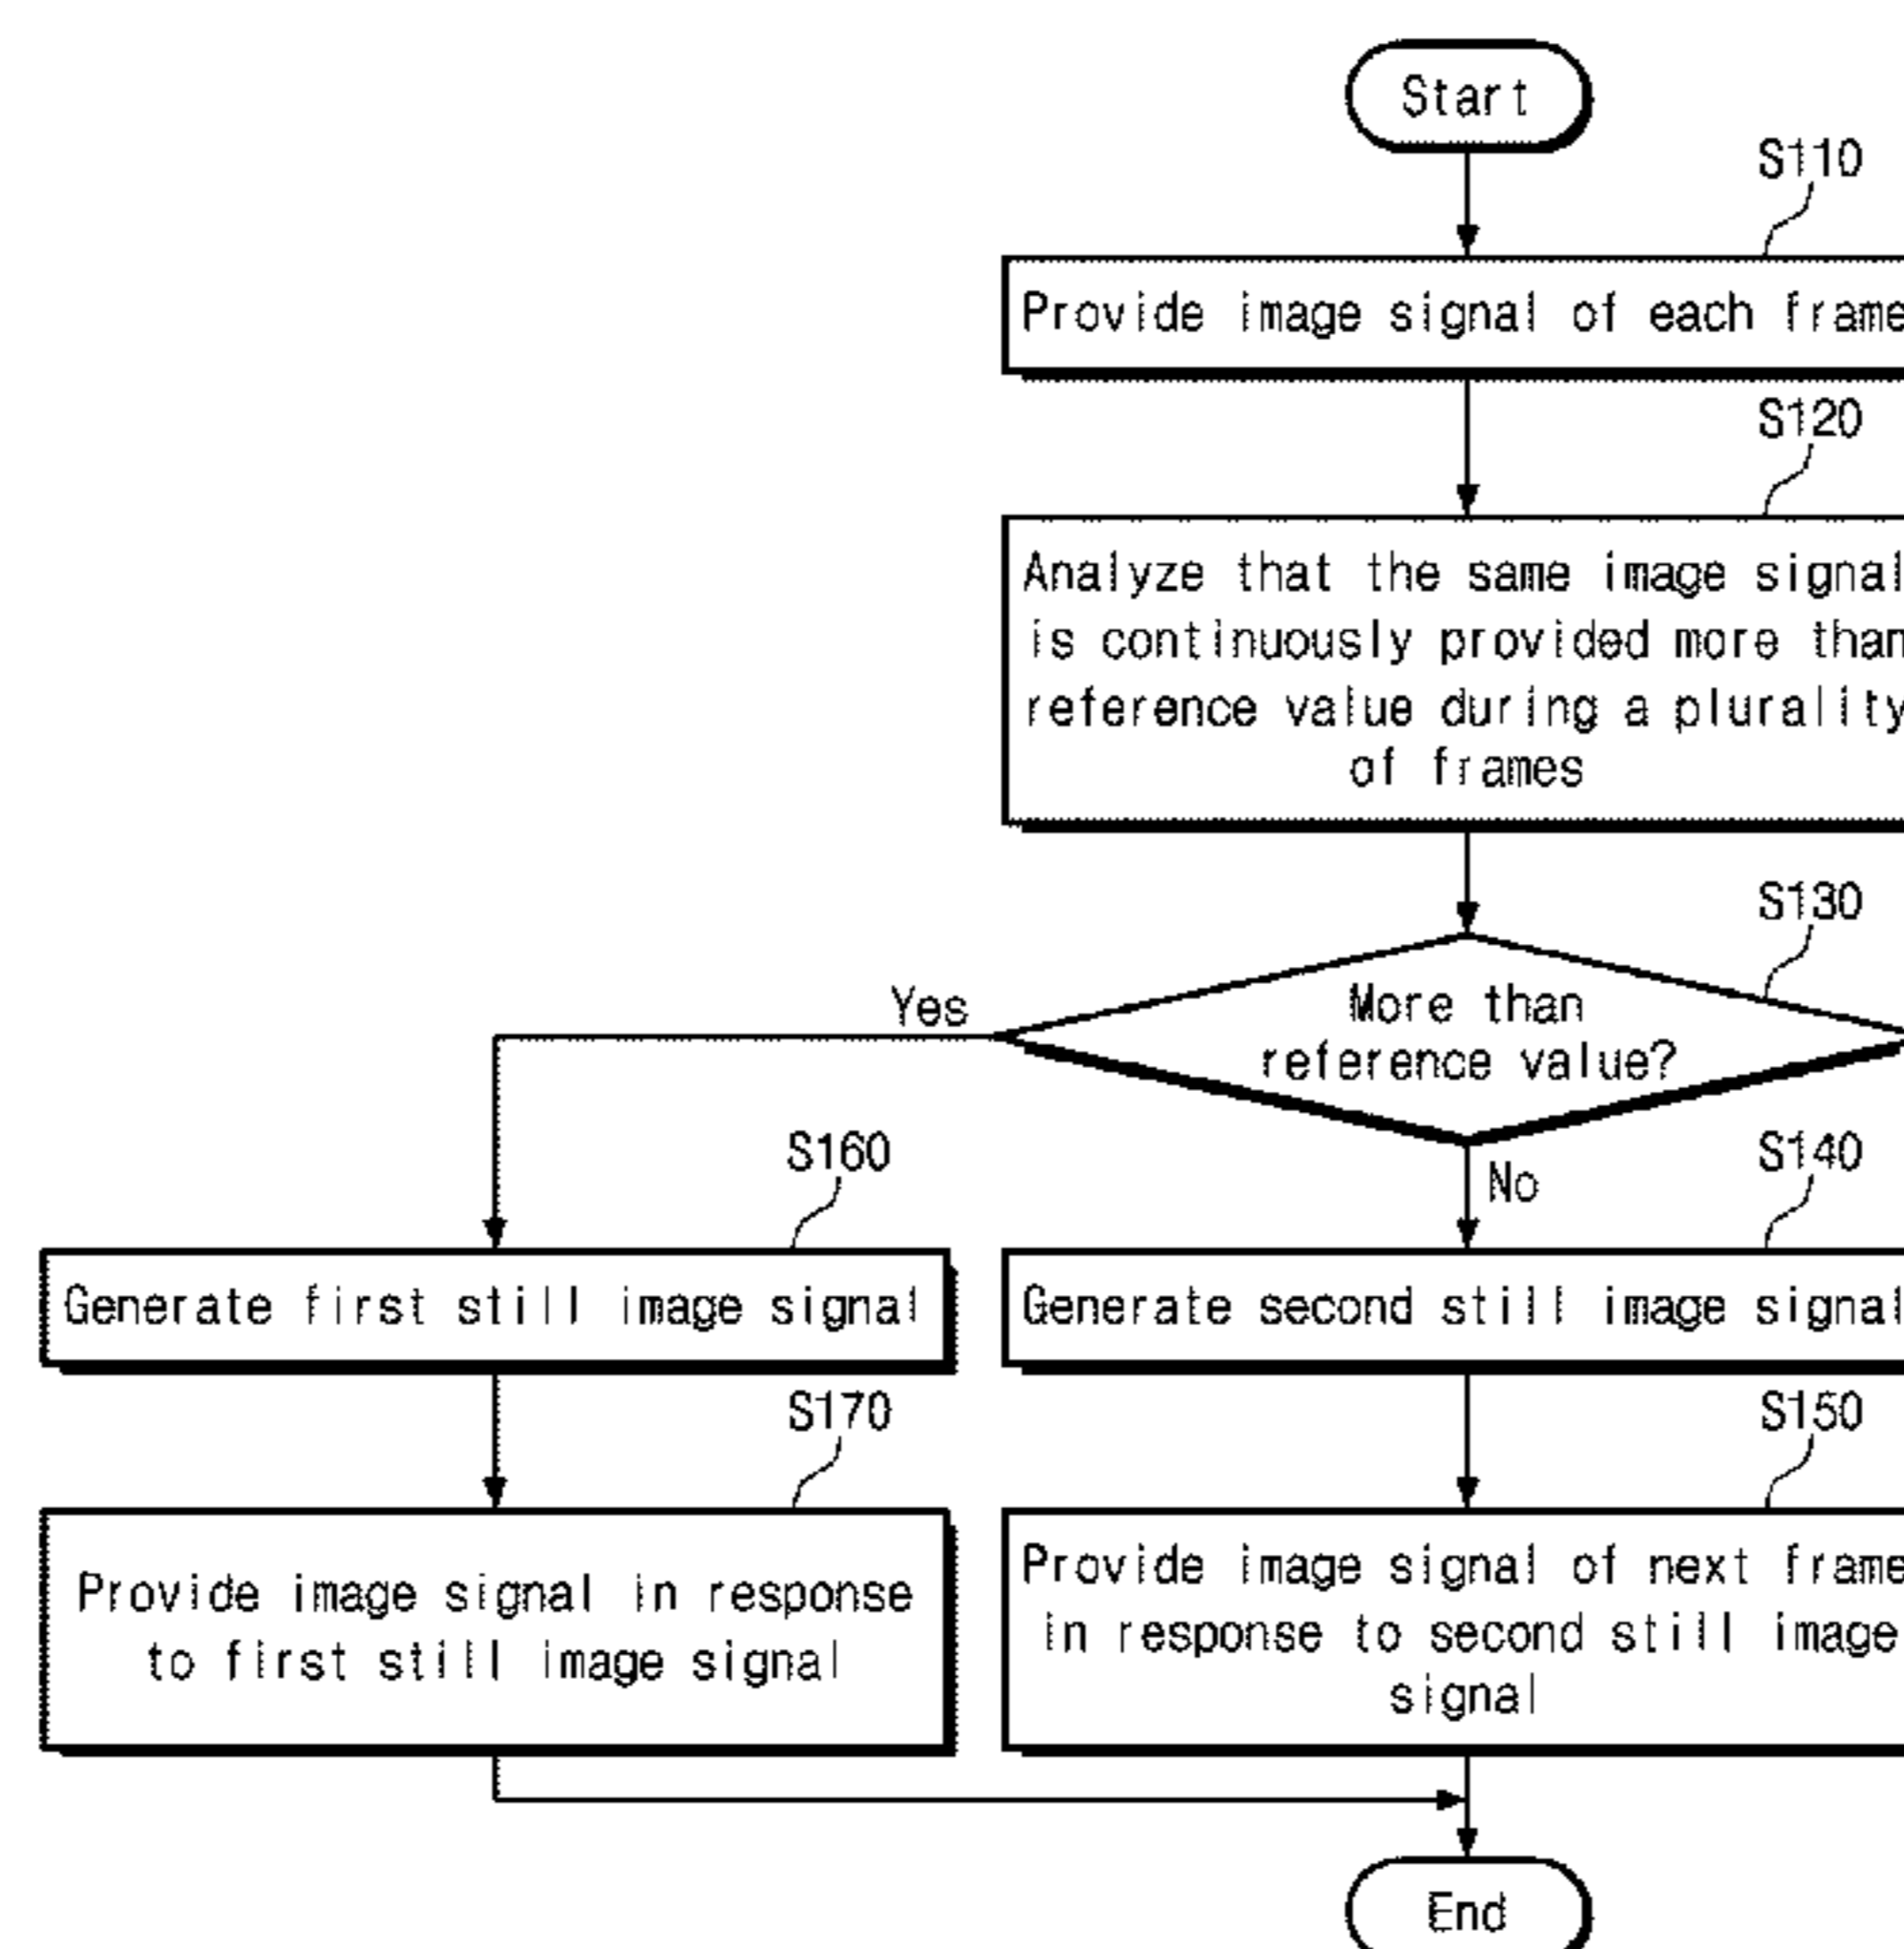 Start
S110
Provide image signal of each frame
S120
Analyze that the same image signal
is continuously provided more than
reference value during a plurality
of frames
S130
More than
reference value?
Yes
No
S160
Generate first still image signal
S140
Generate second still image signal
S170
Provide image signal in response
to first still image signal
S150
Provide image signal of next frame
in response to second still image
signal
End